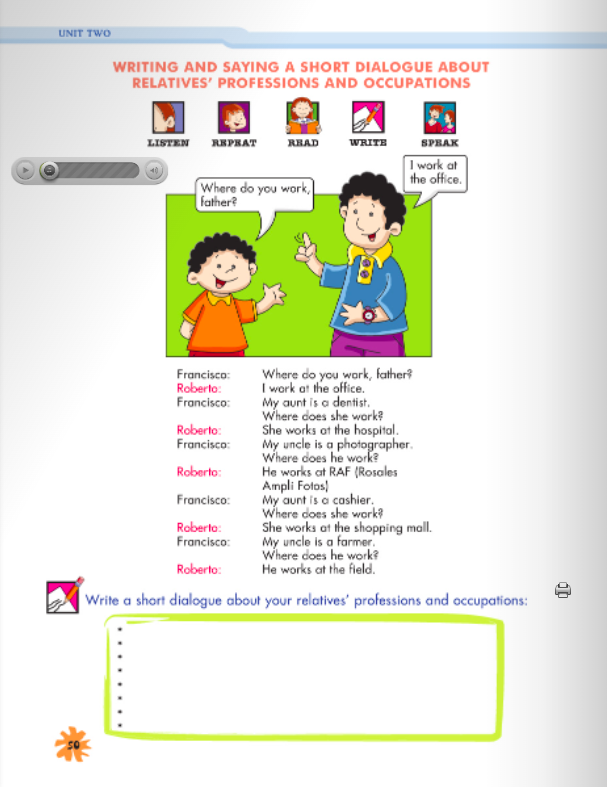 UNIT TWO
WRITING AND SAYING A SHORT DIALOGUE ABOUT
RELATIVES' PROFESSIONS AND OCCUPATIONS
LISTEN REPEAT READ WRITE SPEAK
I work at
the office.
Where do you work,
father?
Francisco: Where do you work, father?
Roberto: I work at the office.
Francisco: My aunt is a dentist.
Where does she work?
Roberto: She works at the hospital.
Francisco: My uncle is a photographer.
Where does he work?
Roberto: He works at RAF (Rosales
Ampli Fotos)
Francisco: My aunt is a cashier.
Where does she work?
Roberto: She works at the shopping mall.
Francisco: My uncle is a farmer.
Where does he work?
Roberto: He works at the field.
Write a short dialogue about your relatives' professions and occupations:
50